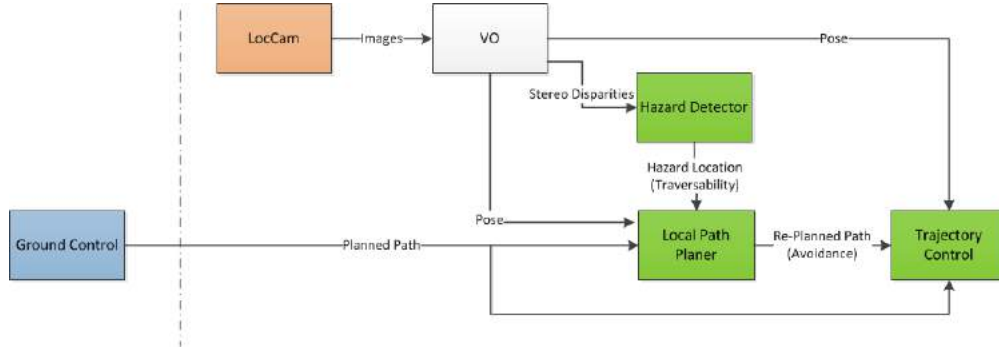 LocCam
Images
VO
Pose
Stereo Disparities
Hazard Detector
Hazard Location
(Traversability)
Pose
Ground Control
Planned Path
Local Path
Planer
Re-Planned Path
(Avoidance)
Trajectory
Control